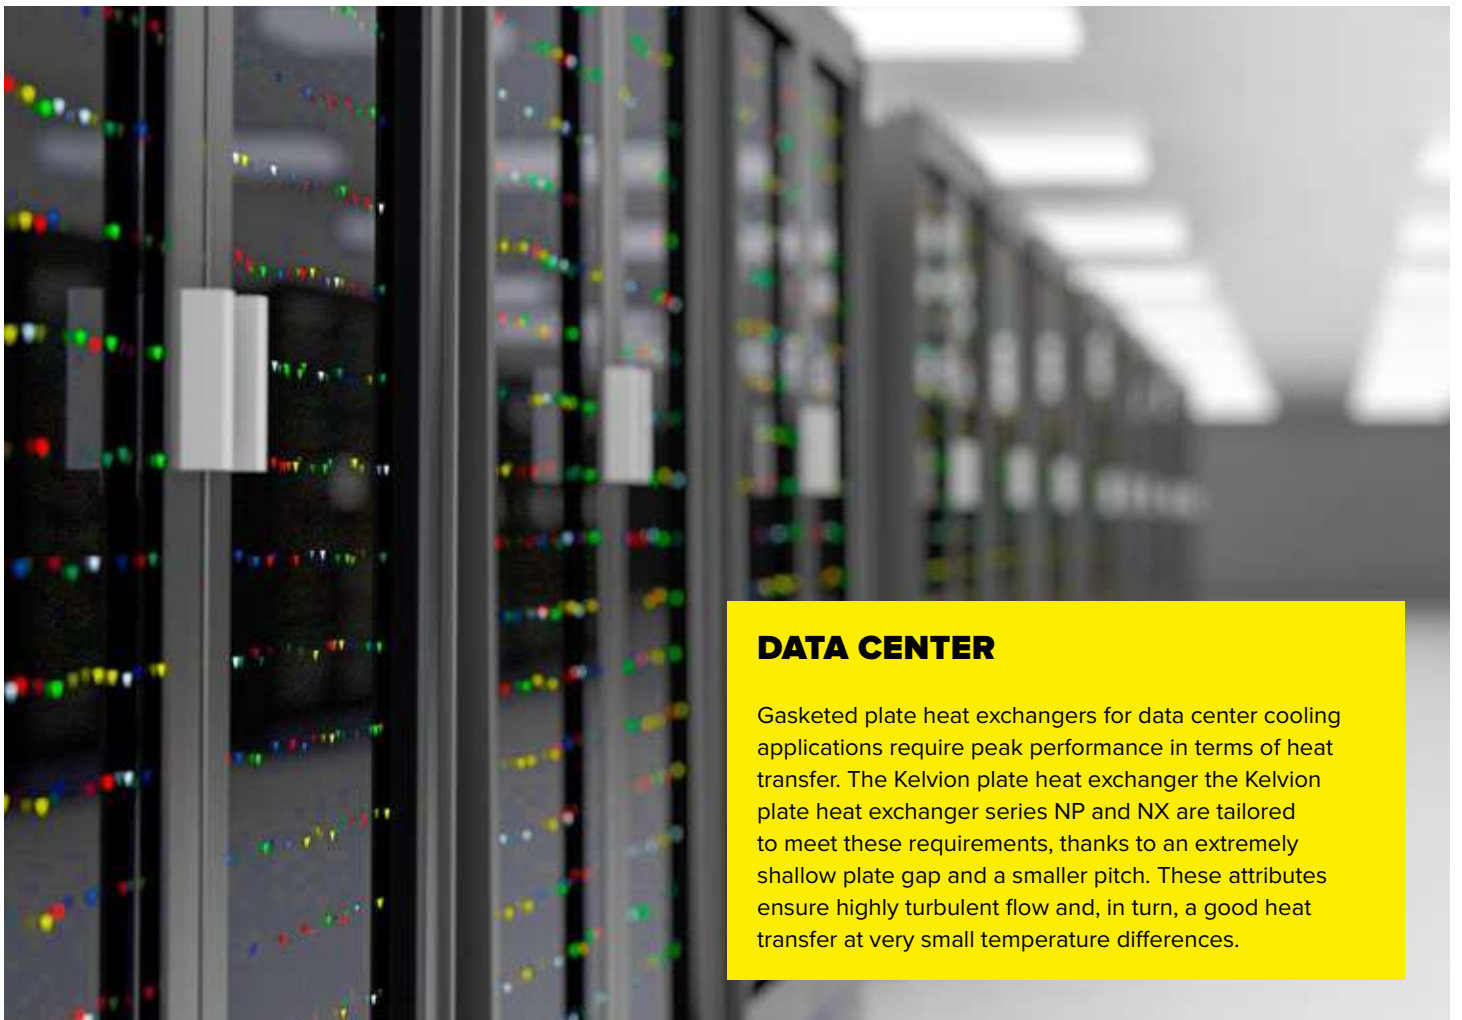 DATA CENTER
Gasketed plate heat exchangers for data center cooling
applications require peak performance in terms of heat
transfer. The Kelvion plate heat exchanger the Kelvion
plate heat exchanger series NP and NX are tailored
to meet these requirements, thanks to an extremely
shallow plate gap and a smaller pitch. These attributes
ensure highly turbulent flow and, in turn, a good heat
transfer at very small temperature differences.